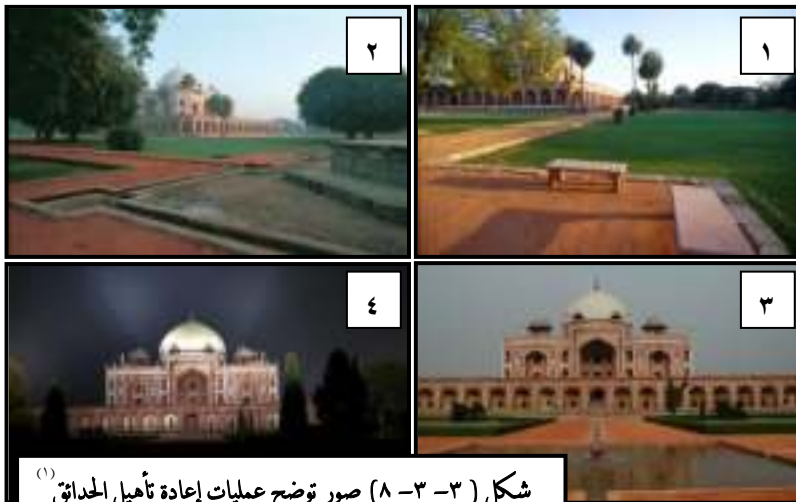 ١
٢
٣
٤
شكل ( ٣– ٣– ٨) صور توضح عمليات إعادة تأهيل الحدائق (١)